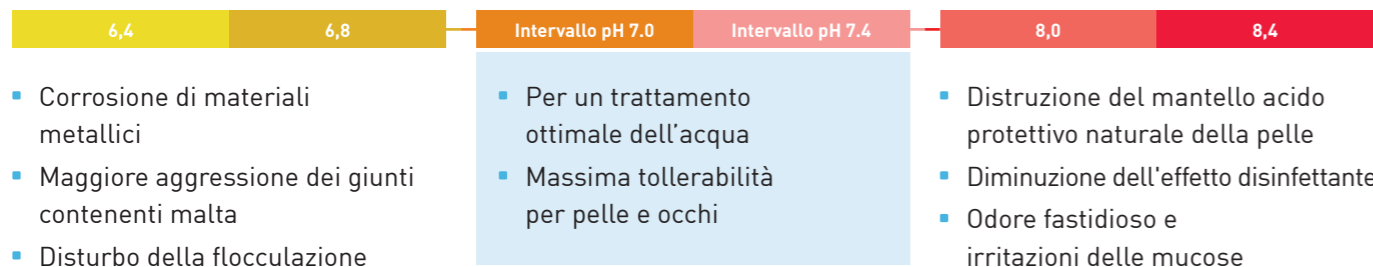 6,4
6,8
Intervallo pH 7.0
Intervallo pH 7.4
8,0
8,4
Corrosione di materiali
metallici
Maggiore aggressione dei giunti
contenenti malta
Disturbo della flocculazione
Per un trattamento
ottimale dell’acqua
Massima tollerabilità
per pelle e occhi
Distruzione del mantello acido
protettivo naturale della pelle
Diminuzione dell'effetto disinfettante
Odore fastidioso e
irritazioni delle mucose